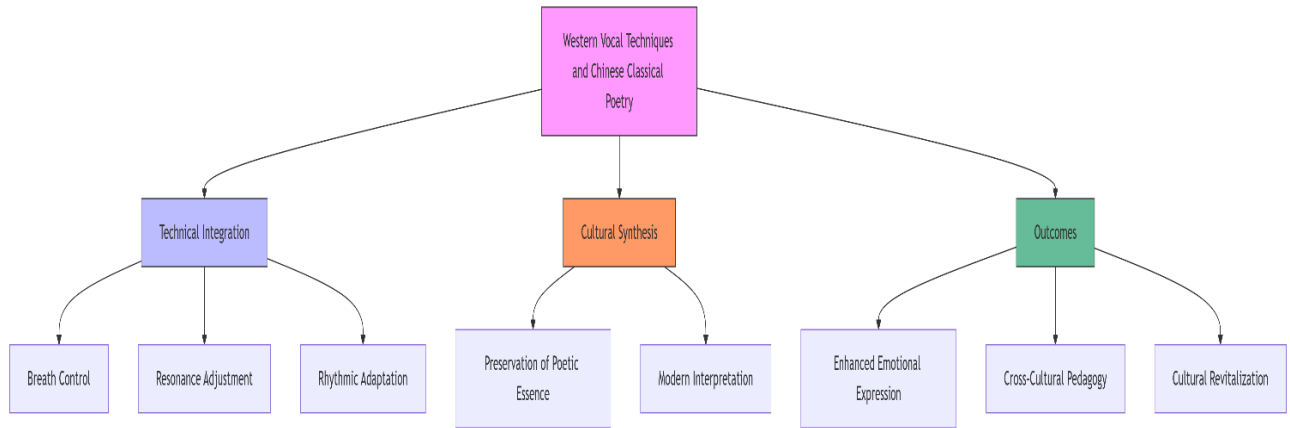 Western Vocal Techniques
and Chinese Classical
Poetry
Technical Integration
Cultural Synthesis
Outcomes
Breath Control
Resonance Adjustment
Rhythmic Adaptation
Preservation of Poetic
Essence
Modern Interpretation
Enhanced Emotional
Expression
Cross-Cultural Pedagogy
Cultural Revitalization